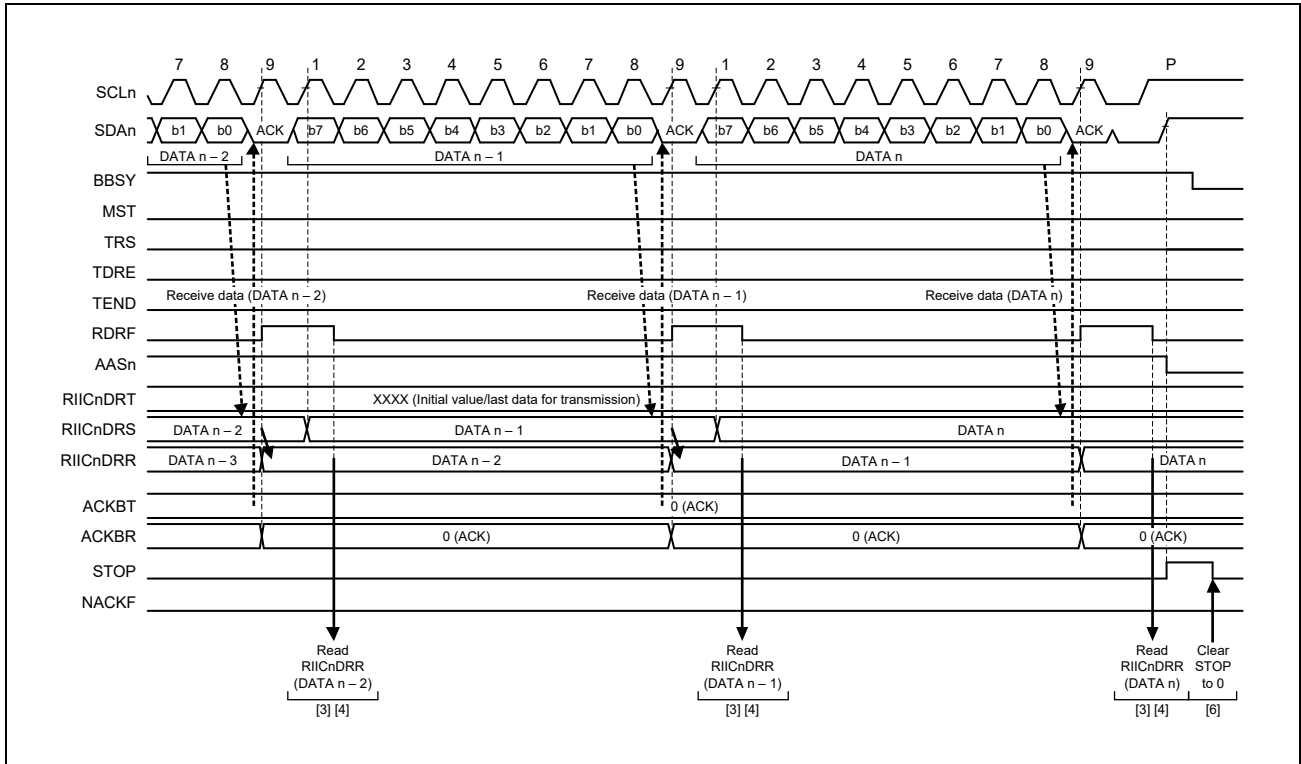 7 8 9 1 2 3 4 5 6 7 8 9 1 2 3 4 5 6 7 8 9 P
SCLn
SDAn b1 b0 ACK b7 b6 b5 b4 b3 b2 b1 b0 ACK b7 b6 b5 b4 b3 b2 b1 b0 ACK
DATA n – 2 DATA n – 1 DATA n
BBSY
MST
TRS
TDRE
TEND Receive data (DATA n – 2) Receive data (DATA n – 1) Receive data (DATA n)
RDRF
AASn
RIICnDRT XXXX (Initial value/last data for transmission)
RIICnDRS DATA n – 2 DATA n – 1 DATA n
RIICnDRR DATA n – 3 DATA n – 2 DATA n – 1 DATA n
ACKBT 0 (ACK)
ACKBR 0 (ACK) 0 (ACK) 0 (ACK)
STOP
NACKF
Read Read Read Clear
RIICnDRR RIICnDRR RIICnDRR STOP
(DATA n – 2) (DATA n – 1) (DATA n) to 0
[3] [4] [3] [4] [3] [4] [6]